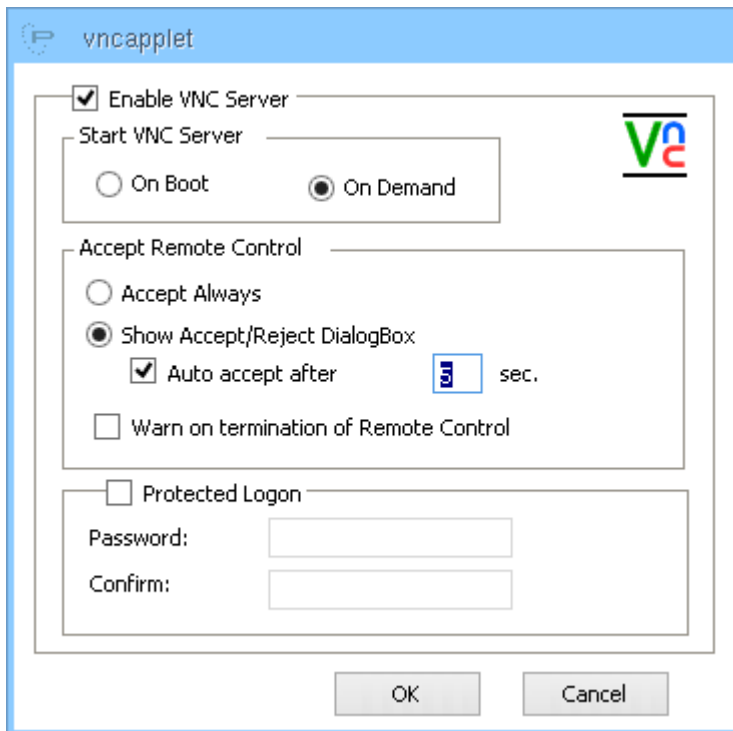 vncapplet
Enable VNC Server
Start VNC Server
On Boot
On Demand
Vnc
Accept Remote Control
Accept Always
Show Accept/Reject DialogBox
Auto accept after 5 sec.
Warn on termination of Remote Control
Protected Logon
Password:
Confirm:
OK
Cancel